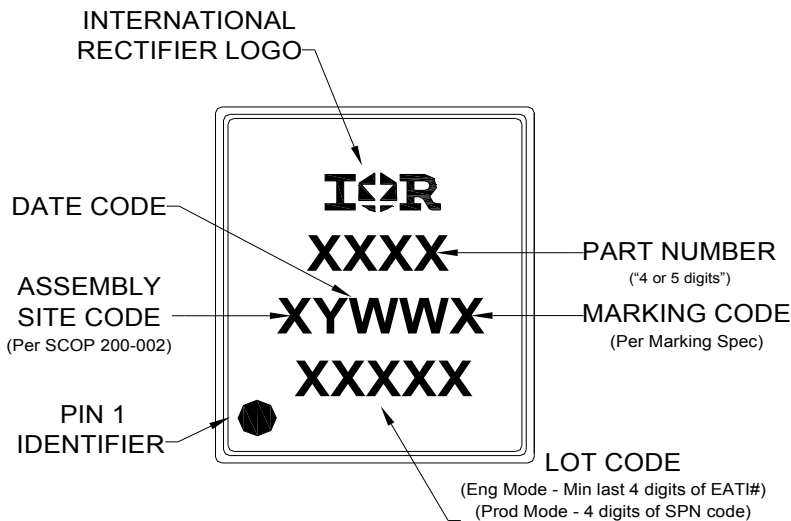 INTERNATIONAL
RECTIFIER LOGO
IOR
DATE CODE
XXXX
PART NUMBER
(“4 or 5 digits”)
ASSEMBLY
SITE CODE
(Per SCOP 200-002)
XYWWX
MARKING CODE
(Per Marking Spec)
XXXXX
PIN 1
IDENTIFIER
LOT CODE
(Eng Mode - Min last 4 digits of EATI#)
(Prod Mode - 4 digits of SPN code)